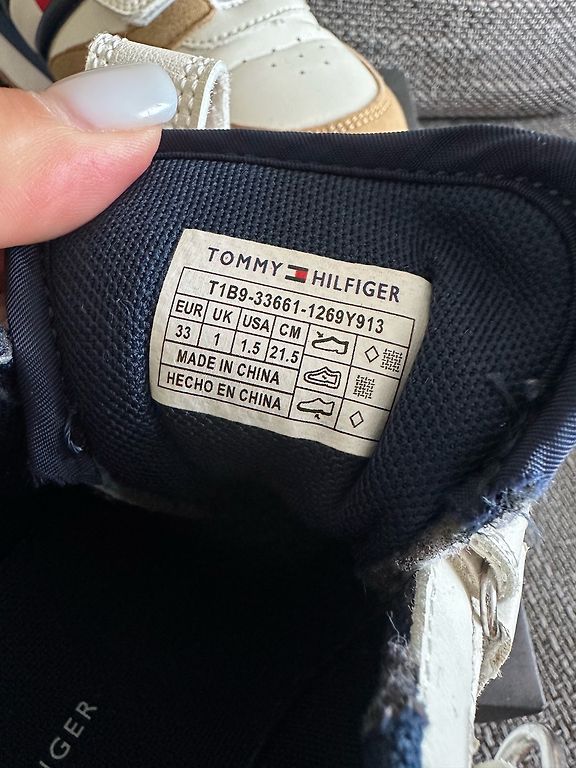 TOMMY HILFIGER
T1B9-33661-1269Y913
EUR UK USA CM
33 1 1.5 21.5
MADE IN CHINA
HECHO EN CHINA
NGER